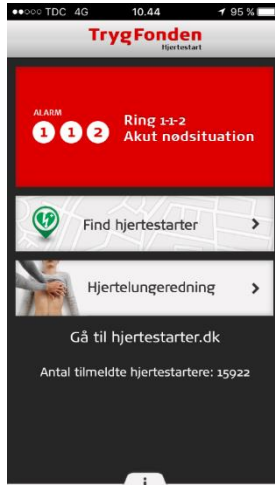 TDC 4G 10.44 95 %
TrygFonden
Hjertestart
ALARM
1 1 2
Ring 1-1-2
Akut nødsituation
Find hjertestarter
Hjertelungeredning
Gå til hjertestarter.dk
Antal tilmeldte hjertestartere: 15922
i